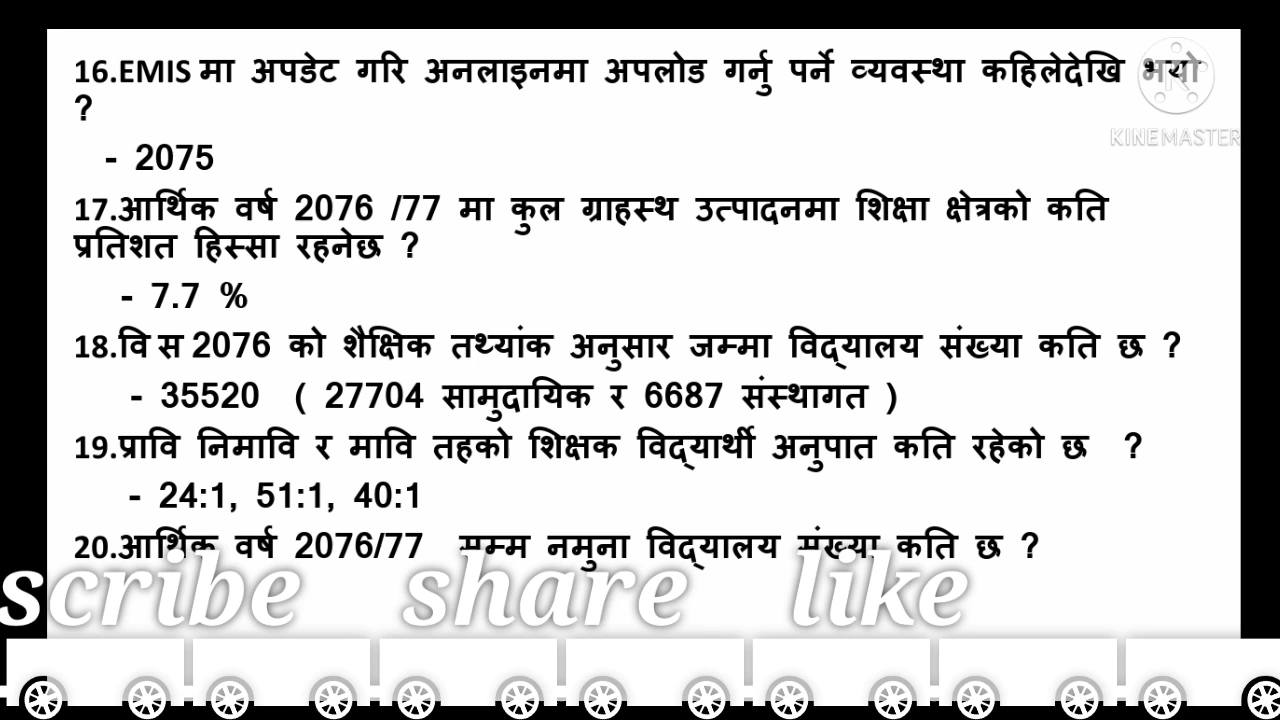 16.EMIS मा अपडेट गरि अनलाइनमा अपलोड गर्नु पर्ने व्यवस्था कहिलेदेखि भयो
?
- 2075
17.आर्थिक वर्ष 2076 /77 मा कुल ग्राहस्थ उत्पादनमा शिक्षा क्षेत्रको कति
प्रतिशत हिस्सा रहनेछ ?
- 7.7 %
18.वि स 2076 को शैक्षिक तथ्यांक अनुसार जम्मा विद्यालय संख्या कति छ ?
- 35520 ( 27704 सामुदायिक र 6687 संस्थागत )
19.प्रावि निमावि र मावि तहको शिक्षक विद्यार्थी अनुपात कति रहेको छ ?
- 24:1, 51:1, 40:1
20.आर्थिक वर्ष 2076/77 सम्म नमुना विद्यालय संख्या कति छ ?
scribe share like
KINEMASTER